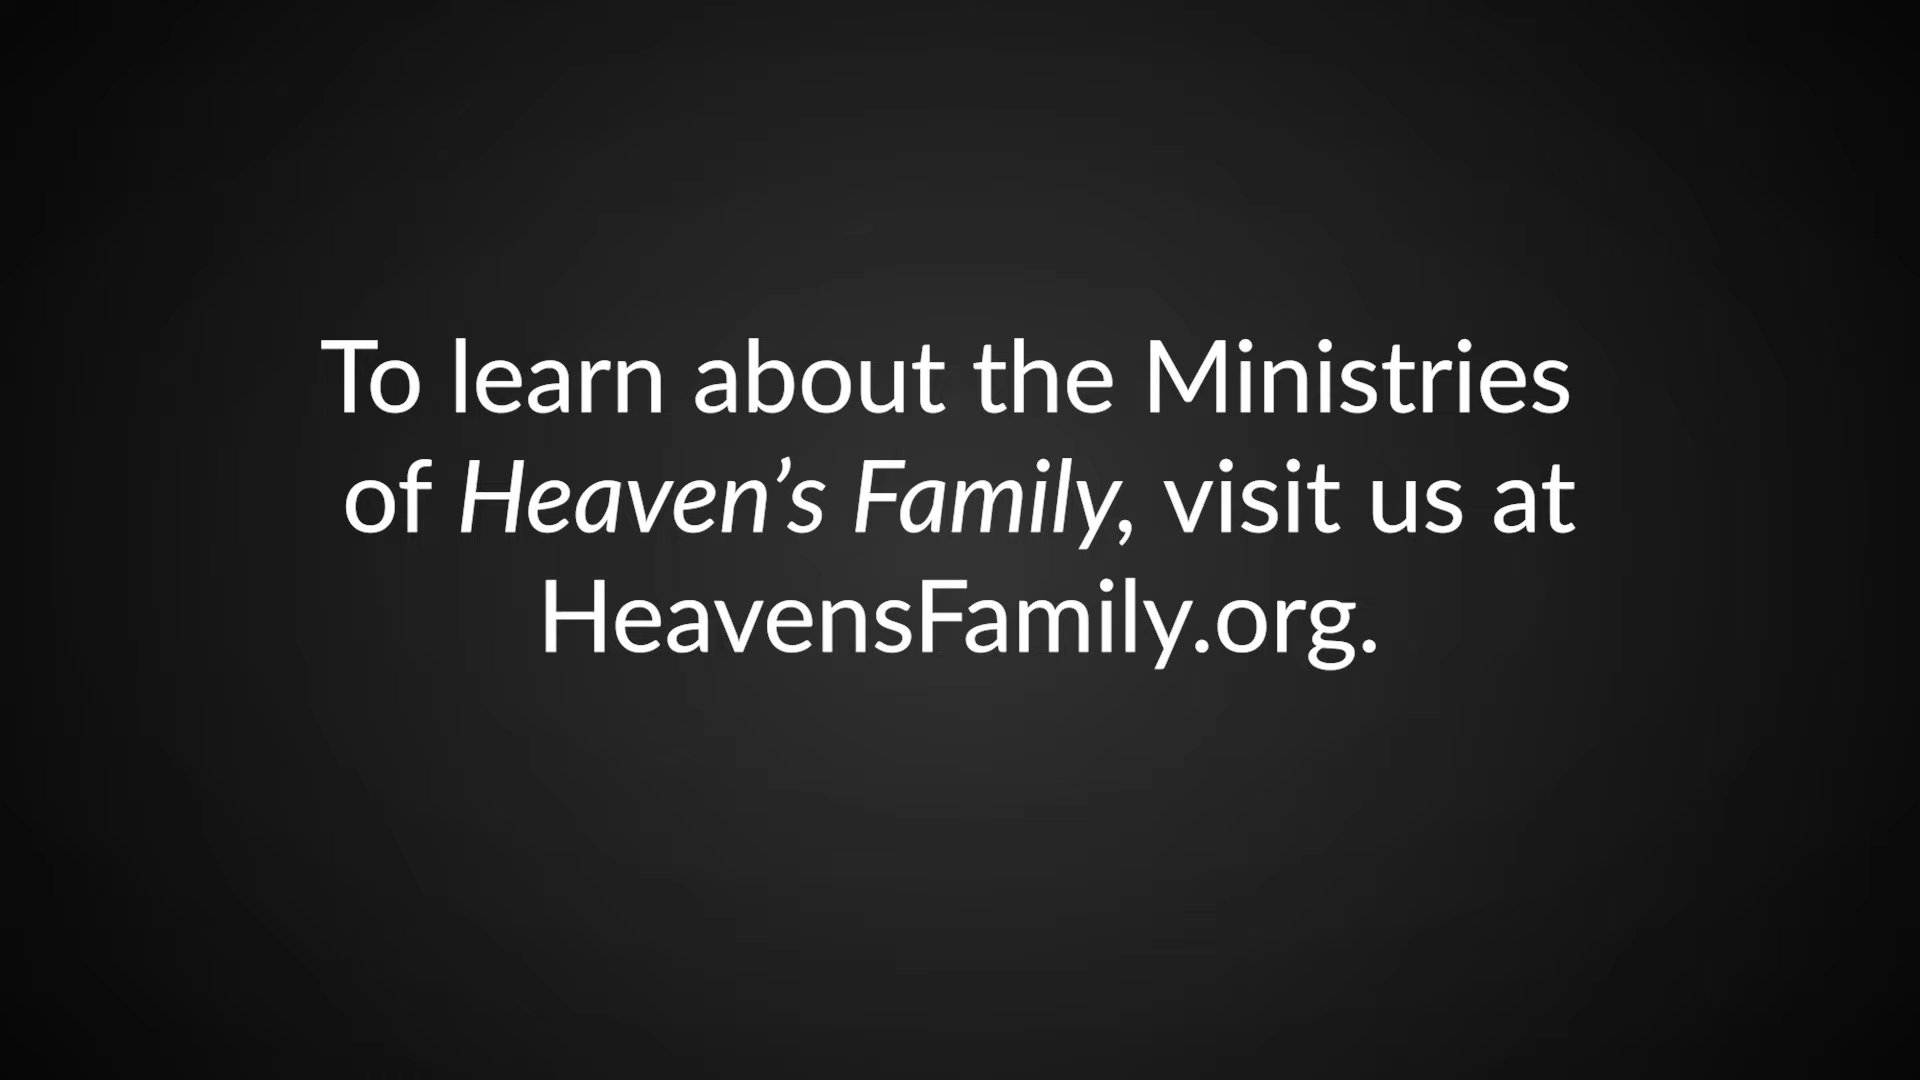 To learn about the Ministries
of Heaven’s Family, visit us at
HeavensFamily.org.